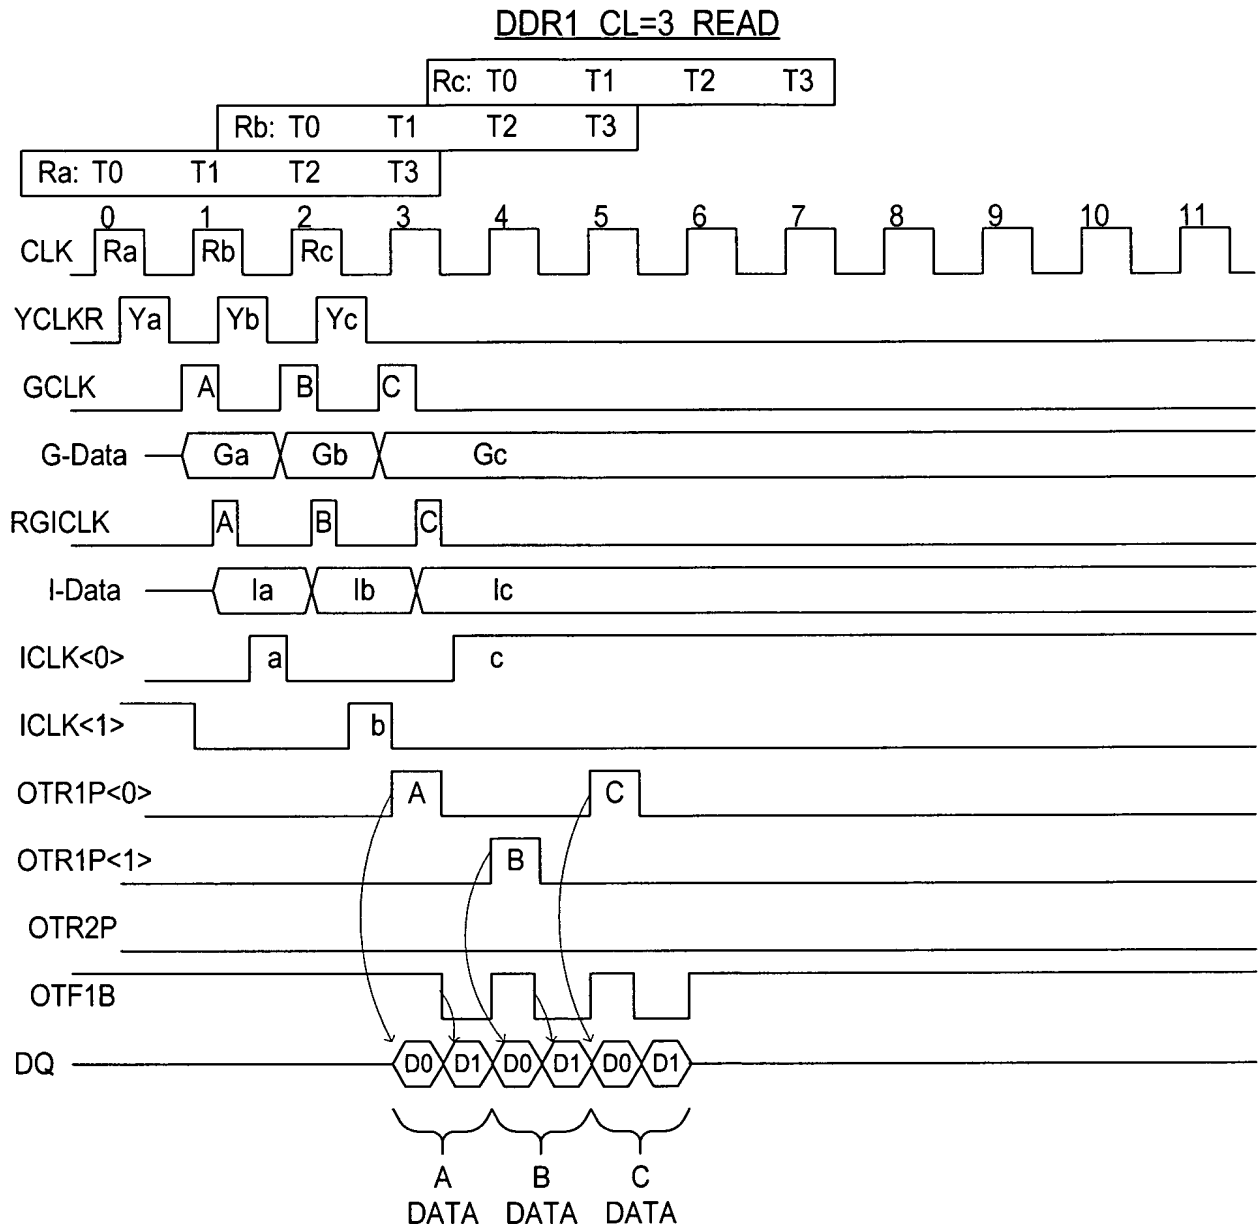 DDR1 CL=3 READ
Rc: T0 T1 T2 T3
Rb: T0 T1 T2 T3
Ra: T0 T1 T2 T3
0 1 2 3 4 5 6 7 8 9 10 11
CLK Ra Rb Rc
YCLKR Ya Yb Yc
GCLK A B C
G-Data Ga Gb Gc
RGICLK A B C
I-Data Ia Ib Ic
ICLK<0> a c
ICLK<1> b
OTR1P<0> A C
OTR1P<1> B
OTR2P
OTF1B
DQ D0 D1 D0 D1 D0 D1
A B C
DATA DATA DATA